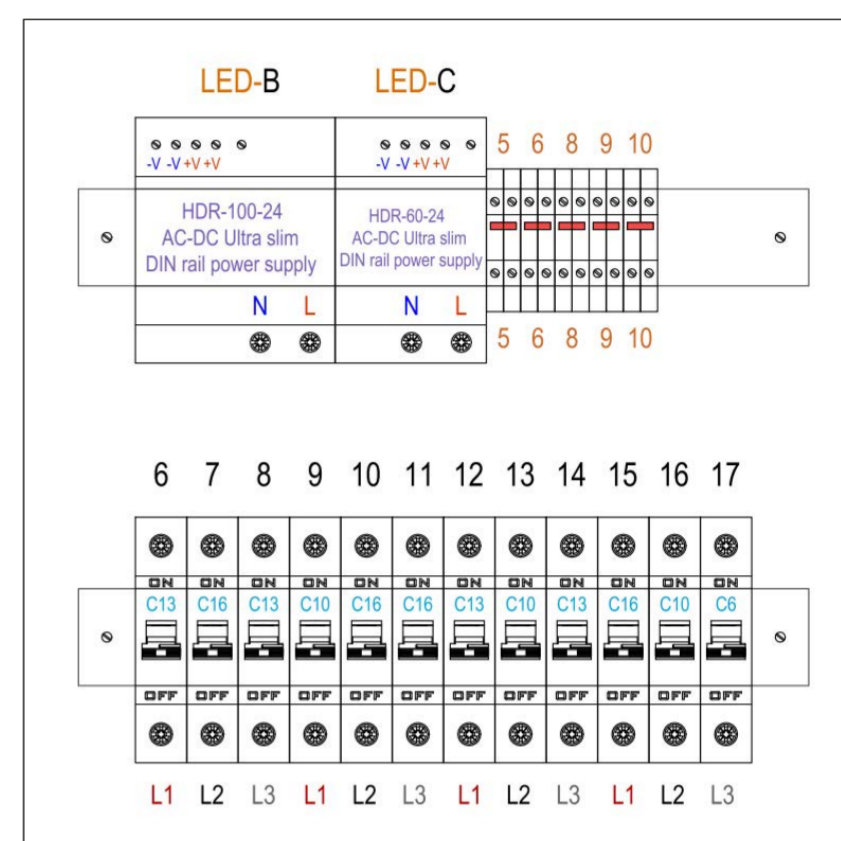 LED-B LED-C
5 6 8 9 10
-V -V +V +V -V -V +V +V
HDR-100-24
AC-DC Ultra slim
DIN rail power supply
HDR-60-24
AC-DC Ultra slim
DIN rail power supply
N L N L
5 6 8 9 10
6 7 8 9 10 11 12 13 14 15 16 17
ON ON ON ON ON ON ON ON ON ON ON ON
C13 C16 C13 C10 C16 C16 C13 C10 C13 C16 C10 C6
OFF OFF OFF OFF OFF OFF OFF OFF OFF OFF OFF OFF
L1 L2 L3 L1 L2 L3 L1 L2 L3 L1 L2 L3